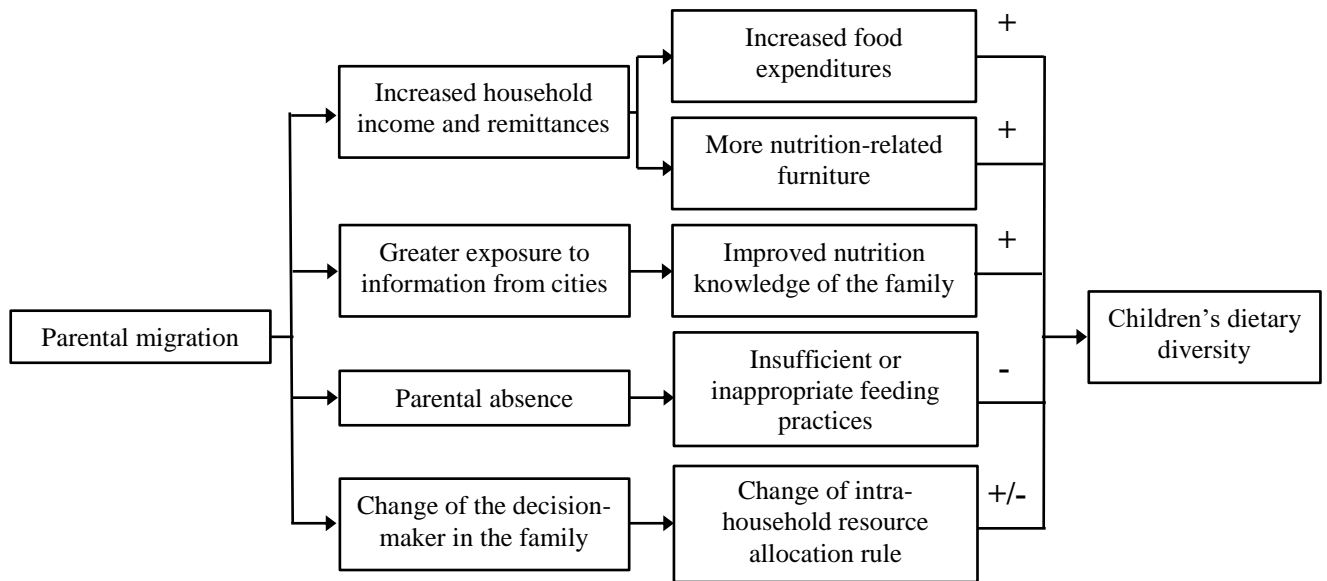 Parental migration
Increased household
income and remittances
Greater exposure to
information from cities
Parental absence
Change of the decision-
maker in the family
Increased food
expenditures
+
More nutrition-related
furniture
+
Improved nutrition
knowledge of the family
+
Insufficient or
inappropriate feeding
practices
-
Change of intra-
household resource
allocation rule
+/-
Children’s dietary
diversity